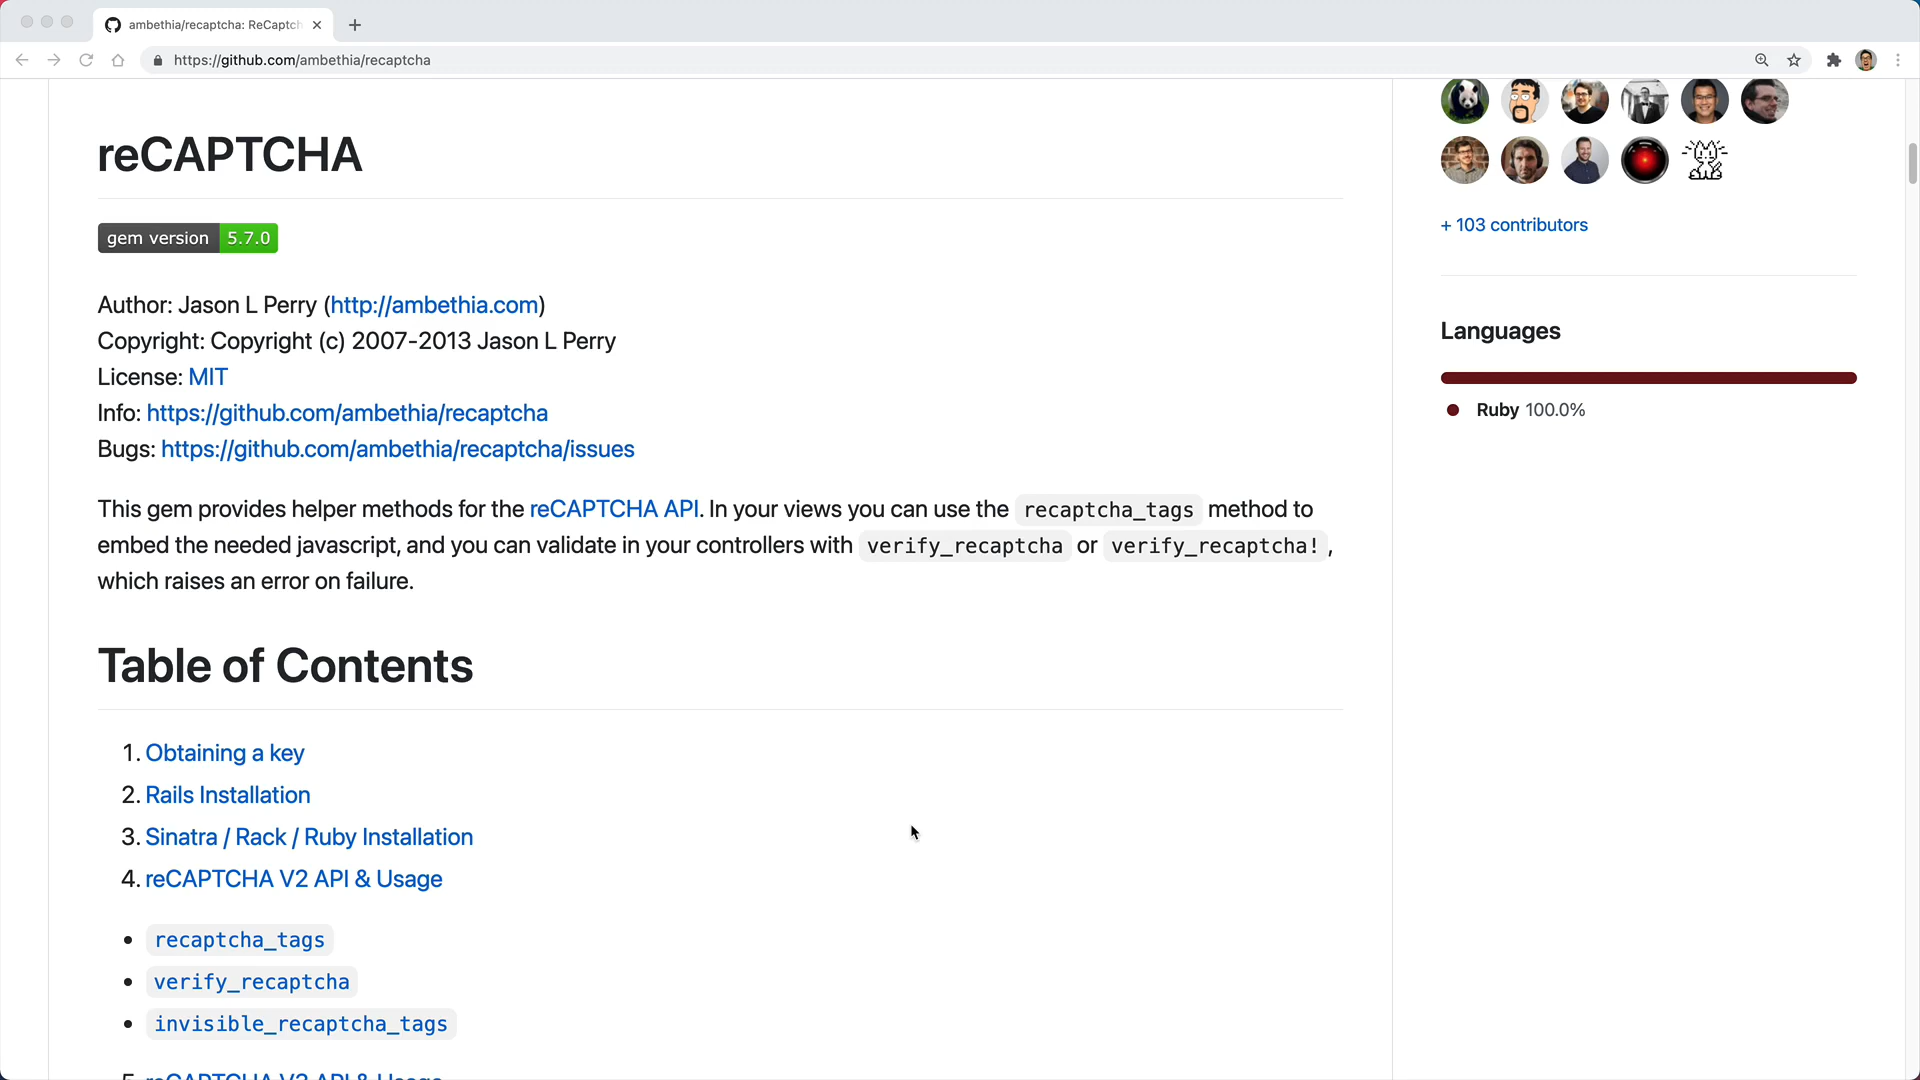 ambethia/recaptcha: ReCaptch
https://github.com/ambethia/recaptcha
reCAPTCHA
gem version 5.7.0
Author: Jason L Perry (http://ambethia.com)
Copyright: Copyright (c) 2007-2013 Jason L Perry
License: MIT
Info: https://github.com/ambethia/recaptcha
Bugs: https://github.com/ambethia/recaptcha/issues
This gem provides helper methods for the reCAPTCHA API. In your views you can use the recaptcha_tags method to
embed the needed javascript, and you can validate in your controllers with verify_recaptcha or verify_recaptcha!,
which raises an error on failure.
Table of Contents
1. Obtaining a key
2. Rails Installation
3. Sinatra / Rack / Ruby Installation
4. reCAPTCHA V2 API & Usage
• recaptcha_tags
• verify_recaptcha
• invisible_recaptcha_tags
5. reCAPTCHA V3 API & Usage
+ 103 contributors
Languages
Ruby 100.0%